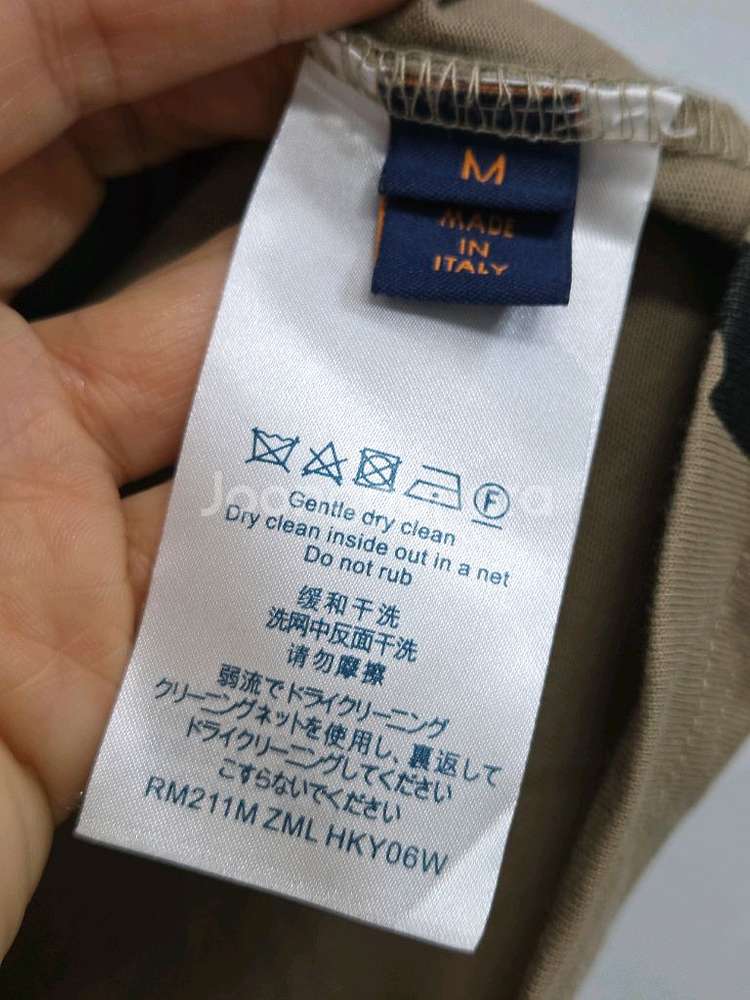 M
MADE
IN
ITALY
F
Gentle dry clean
Dry clean inside out in a net
Do not rub
缓和干洗
洗网中反面干洗
请勿摩擦
弱流でドライクリーニング
クリーニングネットを使用し、裏返して
ドライクリーニングしてください
こすらないでください
RM211M ZML HKY06W